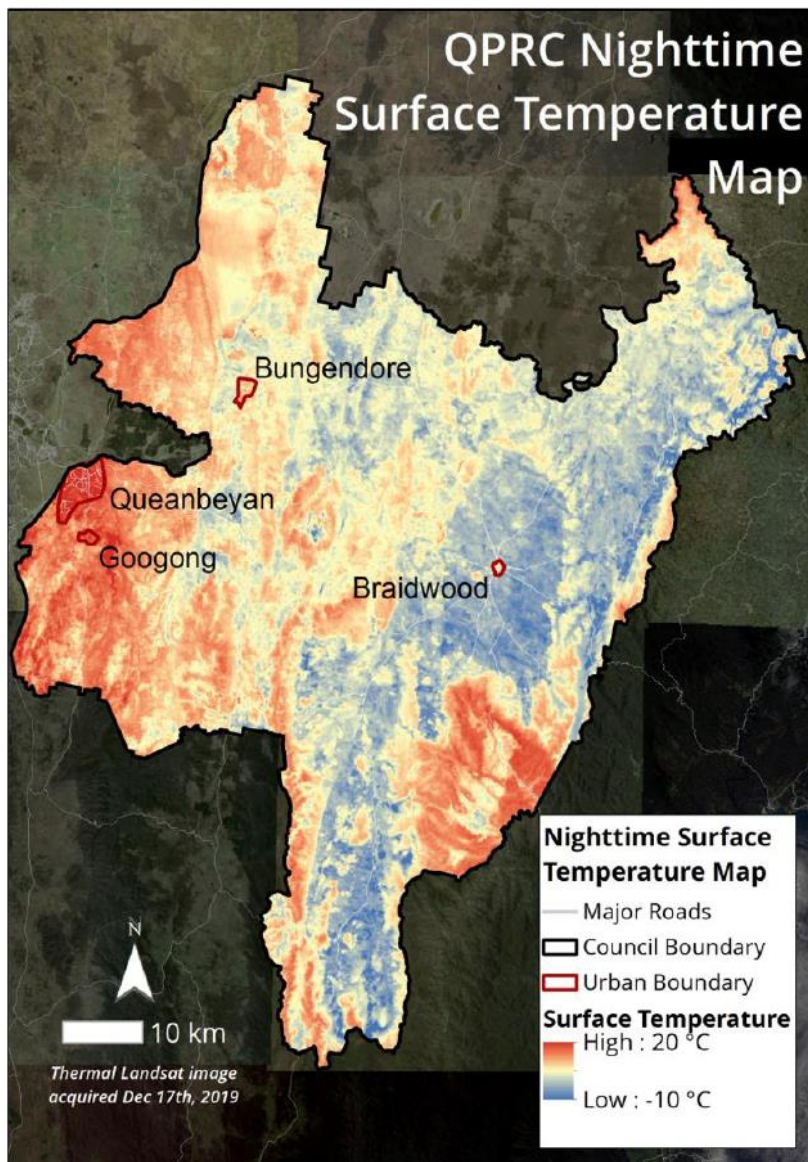 QPRC Nighttime
Surface Temperature
Map
Bungendore
Queanbeyan
Googong
Braidwood
N
10 km
Thermal Landsat image
acquired Dec 17th, 2019
Nighttime Surface
Temperature Map
Major Roads
Council Boundary
Urban Boundary
Surface Temperature
High : 20 °C
Low : -10 °C